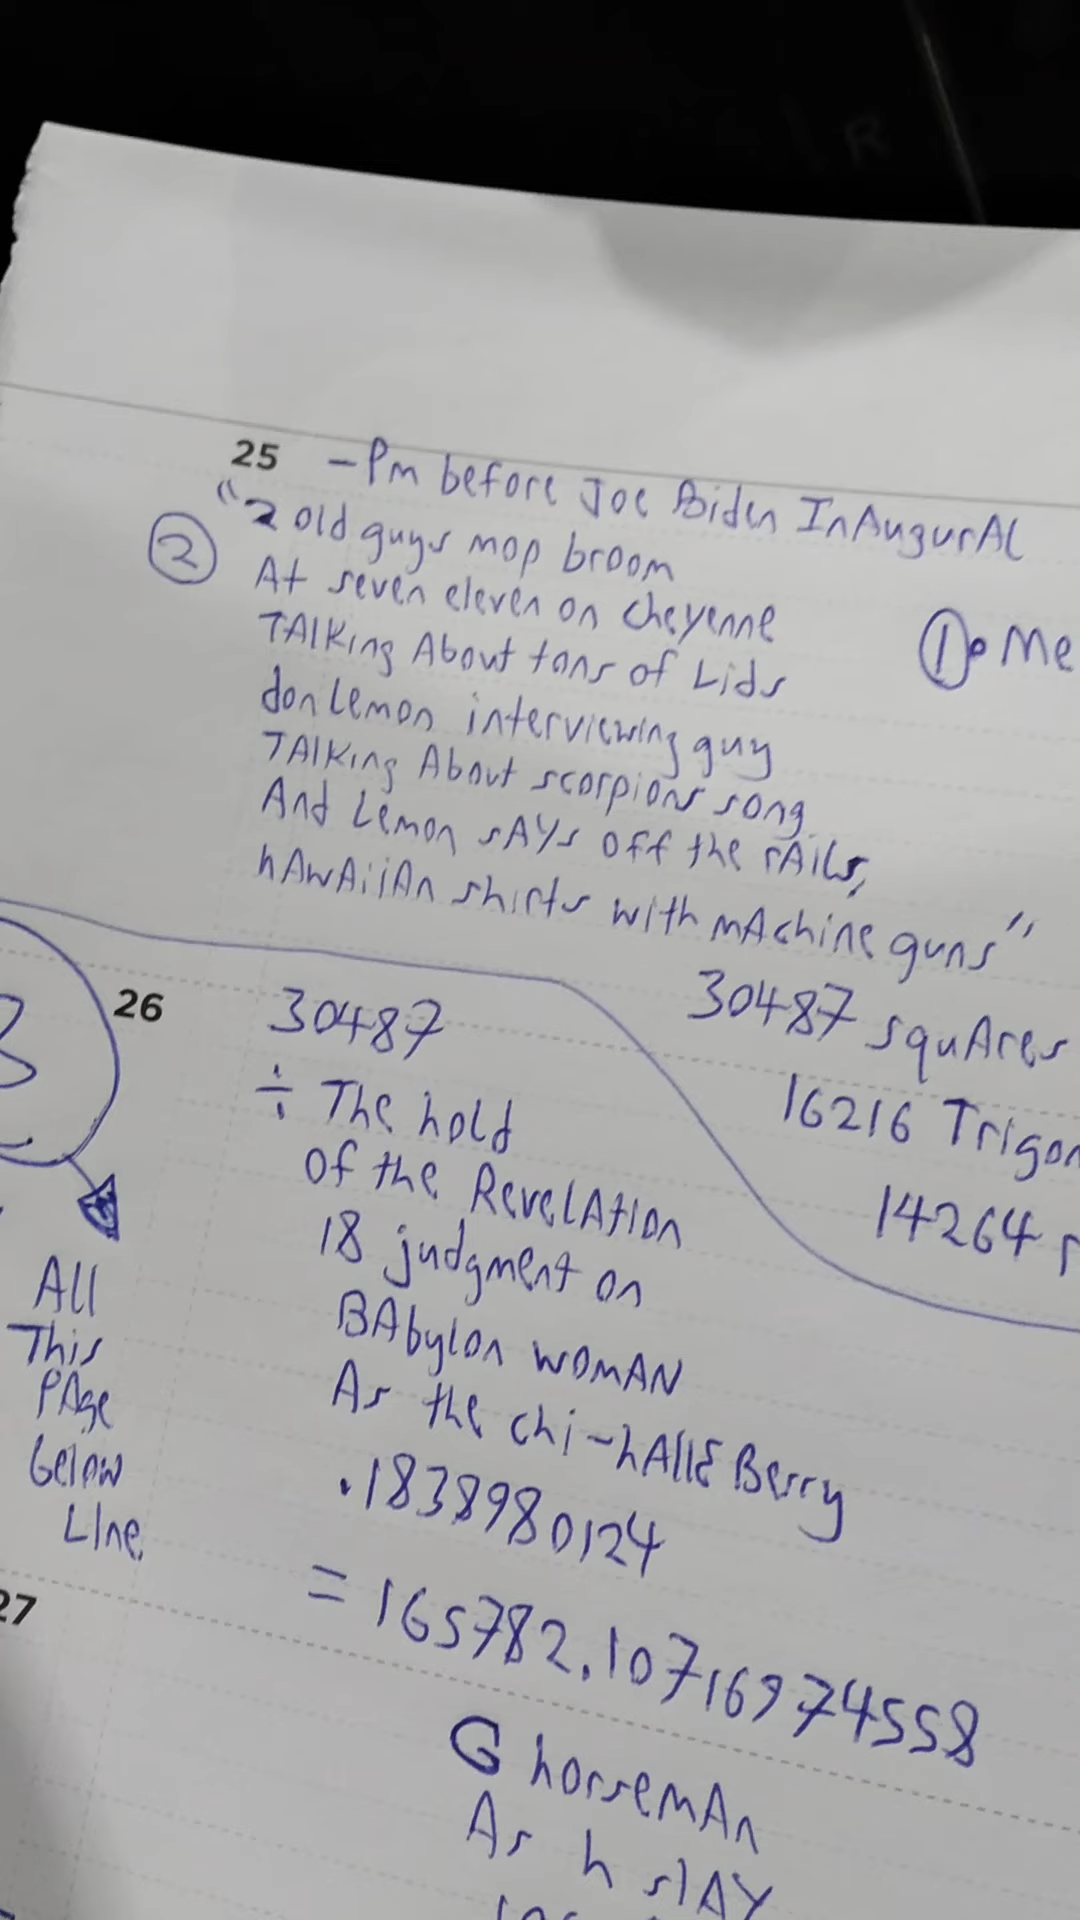 25 - Pm before Joe Biden InAugurAl
"2 old guys mop broom
2
At seven eleven on cheyenne
TAlKing About tons of Lids
1 Me
don Lemon interviewing guy
TAlKing About scorpions song
And Lemon sAYs off the rAils,
hAwAiiAn shirts with mAchine guns"
30487 squAres
16216 Trigon
14264
3
26
30487
÷ The hold
of the RevelAtion
18 judgment on
BAbylon womAN
As the chi-hAllE Berry
.1838980124
= 165782.10716974558
All
This
PAge
below
Line.
27
G horsemAn
As h slAY